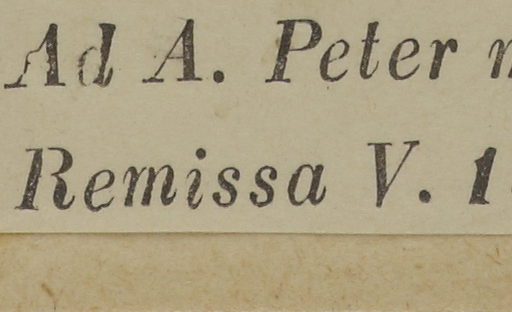 Ad A. Peter
Remissa V.